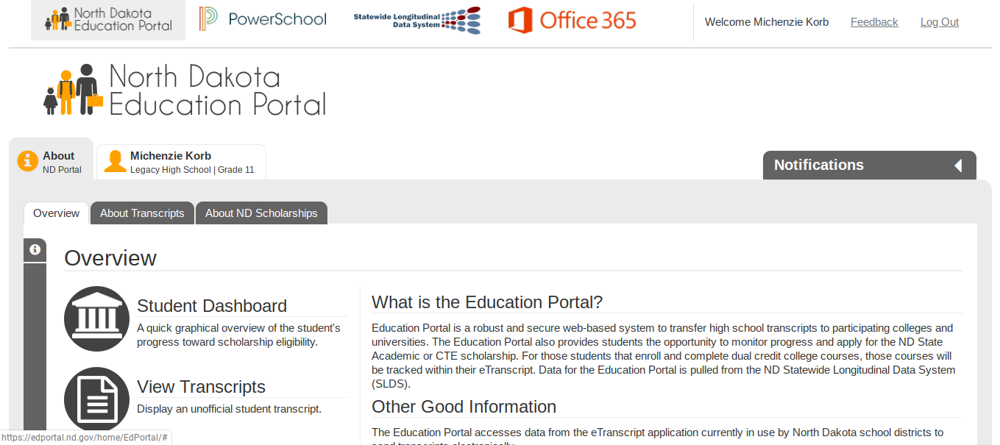 North Dakota
Education Portal
PowerSchool
Statewide Longitudinal
Data System
Office 365
Welcome Michenzie Korb
Feedback
Log Out
North Dakota
Education Portal
About
ND Portal
Michenzie Korb
Legacy High School | Grade 11
Notifications
Overview
About Transcripts
About ND Scholarships
Overview
Student Dashboard
A quick graphical overview of the student's
progress toward scholarship eligibility.
View Transcripts
Display an unofficial student transcript.
What is the Education Portal?
Education Portal is a robust and secure web-based system to transfer high school transcripts to participating colleges and
universities. The Education Portal also provides students the opportunity to monitor progress and apply for the ND State
Academic or CTE scholarship. For those students that enroll and complete dual credit college courses, those courses will
be tracked within their eTranscript. Data for the Education Portal is pulled from the ND Statewide Longitudinal Data System
(SLDS).
Other Good Information
The Education Portal accesses data from the eTranscript application currently in use by North Dakota school districts to
send transcripts electronically.
https://edportal.nd.gov/home/EdPortal/#